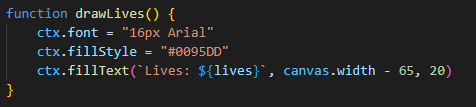 function drawLives() {
    ctx.font = "16px Arial"
    ctx.fillStyle = "#0095DD"
    ctx.fillText(`Lives: ${lives}`, canvas.width - 65, 20)
}